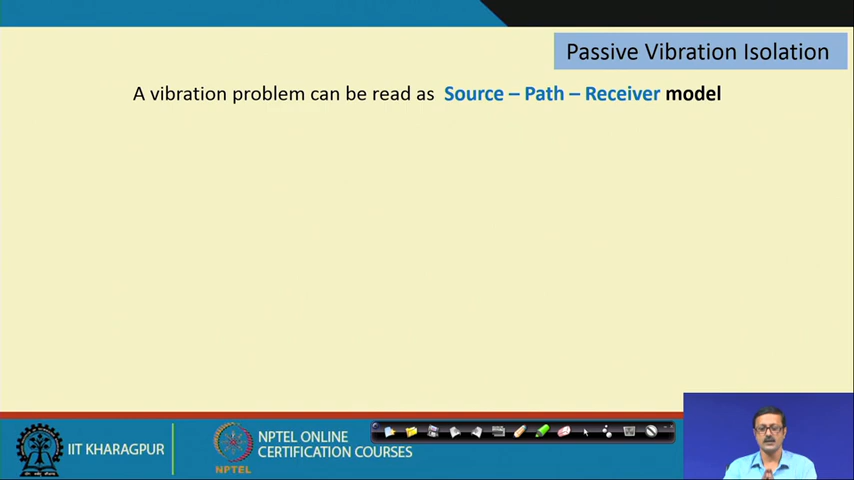 Passive Vibration Isolation
A vibration problem can be read as Source – Path – Receiver model
IIT KHARAGPUR
NPTEL
NPTEL ONLINE
CERTIFICATION COURSES